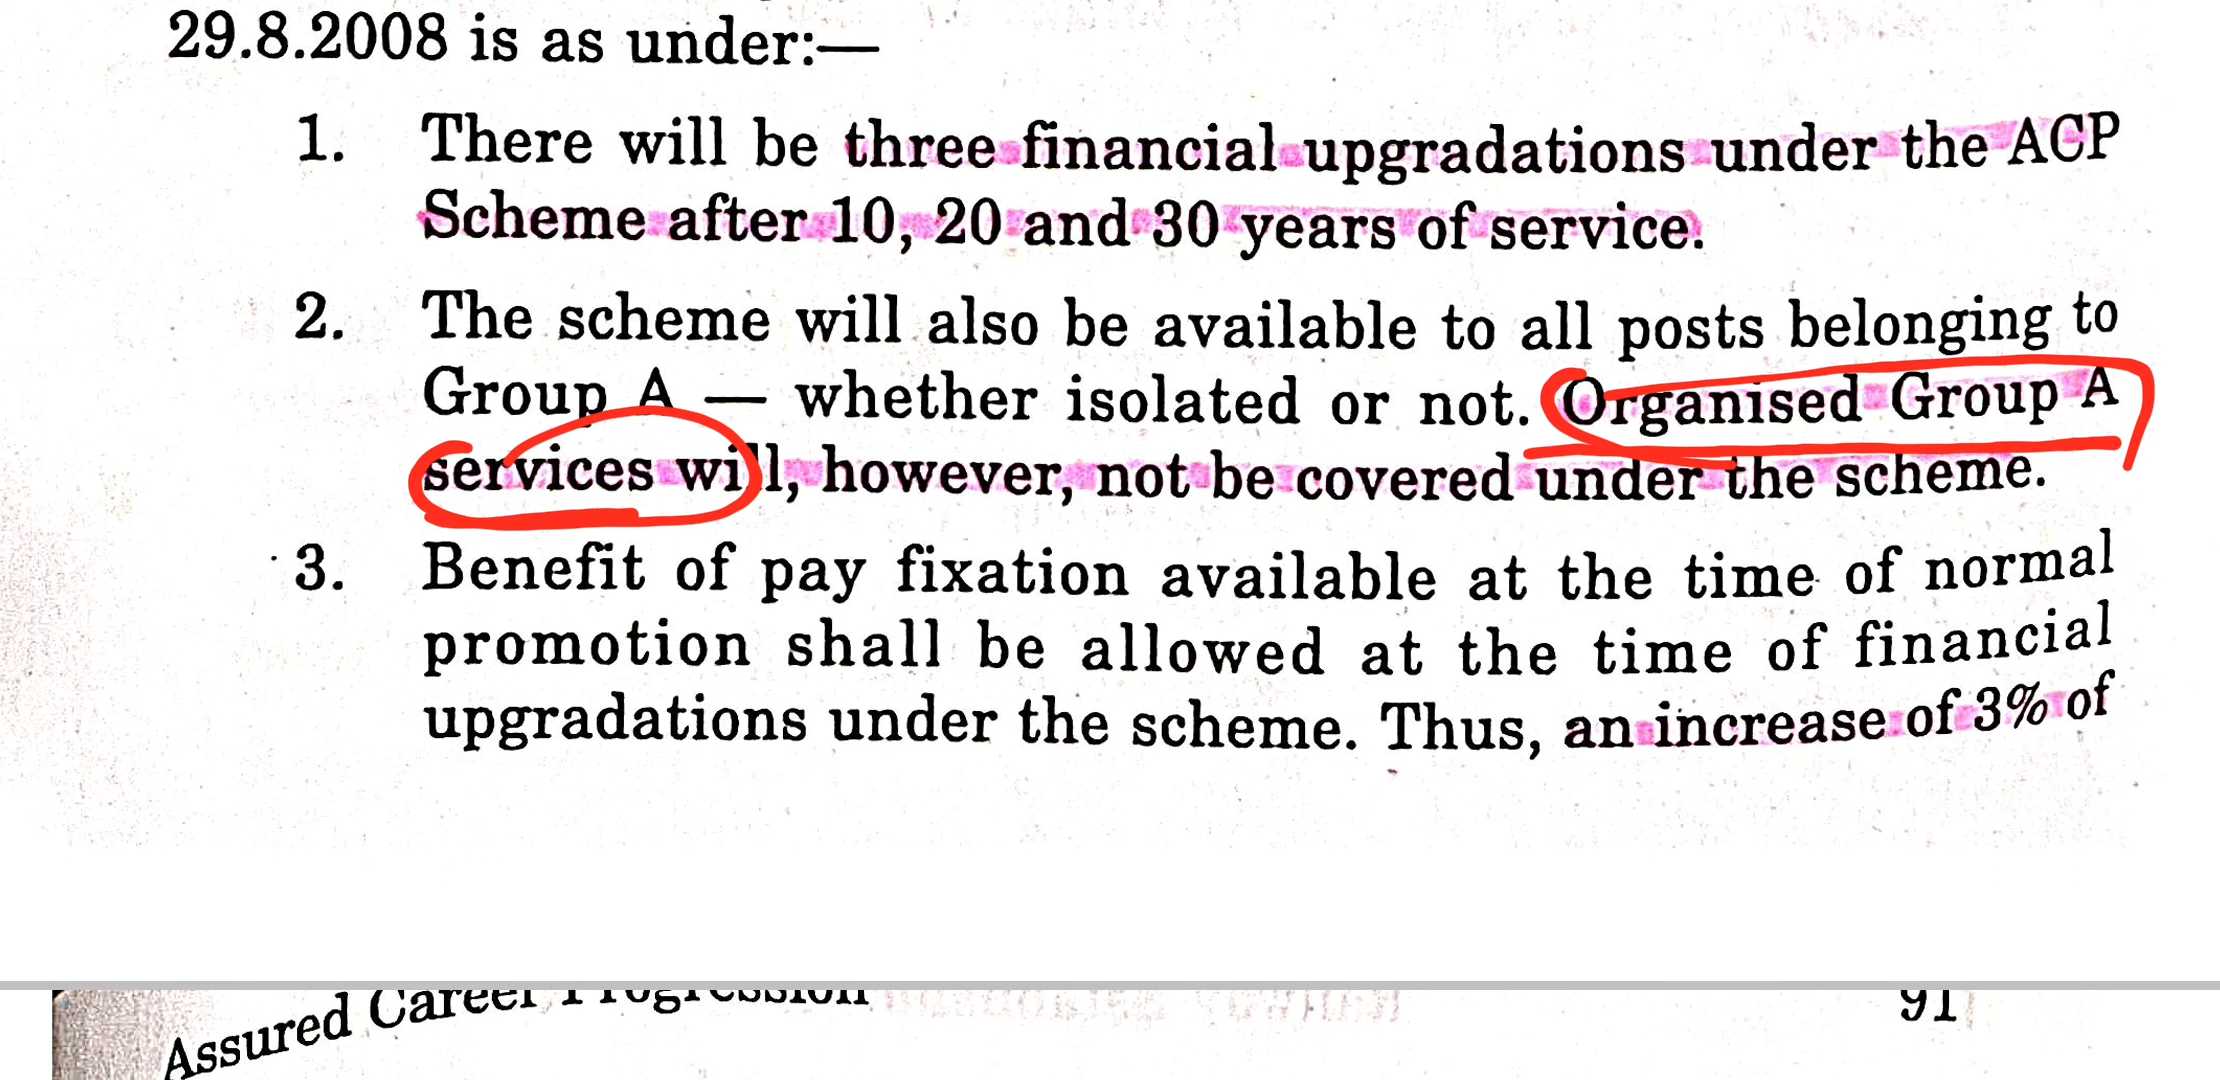 29.8.2008 is as under:—
1. There will be three financial upgradations under the ACP
Scheme after 10, 20 and 30 years of service.
2. The scheme will also be available to all posts belonging to
Group A — whether isolated or not. Organised Group A
services will, however, not be covered under the scheme.
3. Benefit of pay fixation available at the time of normal
promotion shall be allowed at the time of financial
upgradations under the scheme. Thus, an increase of 3% of
Assured Career Progression 91